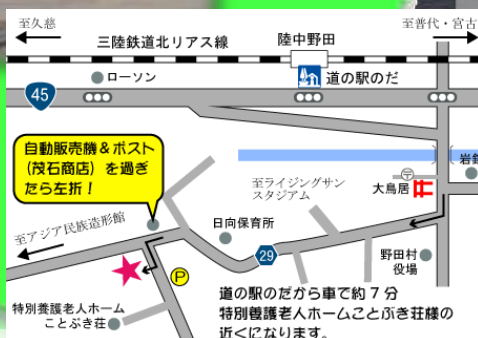 至久慈
至普代・宮古
三陸鉄道北リアス線
陸中野田
ローソン
道の駅のだ
45
自動販売機&ポスト
(茂石商店)を過ぎ
たら左折!
岩
〒
大鳥居
至ライジングサン
スタジアム
至アジア民族造形館
日向保育所
29
野田村
役場
P
道の駅のだから車で約7分
特別養護老人ホームことぶき荘様の
近くになります。
特別養護老人ホーム
ことぶき荘